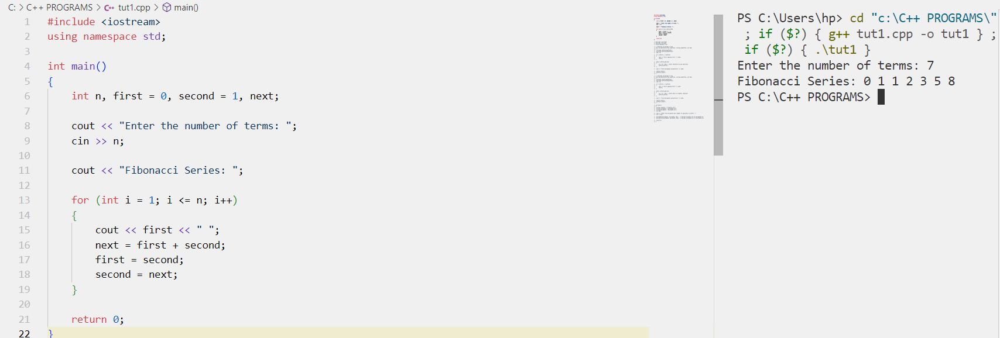 C: > C++ PROGRAMS > C++ tut1.cpp > main()
1 #include <iostream>
2 using namespace std;
3
4 int main()
5 {
6 int n, first = 0, second = 1, next;
7
8 cout << "Enter the number of terms: ";
9 cin >> n;
10
11 cout << "Fibonacci Series: ";
12
13 for (int i = 1; i <= n; i++)
14 {
15 cout << first << " ";
16 next = first + second;
17 first = second;
18 second = next;
19 }
20
21 return 0;
22 }
PS C:\Users\hp> cd "c:\C++ PROGRAMS\"
; if ($?) { g++ tut1.cpp -o tut1 } ;
if ($?) { .\tut1 }
Enter the number of terms: 7
Fibonacci Series: 0 1 1 2 3 5 8
PS C:\C++ PROGRAMS>